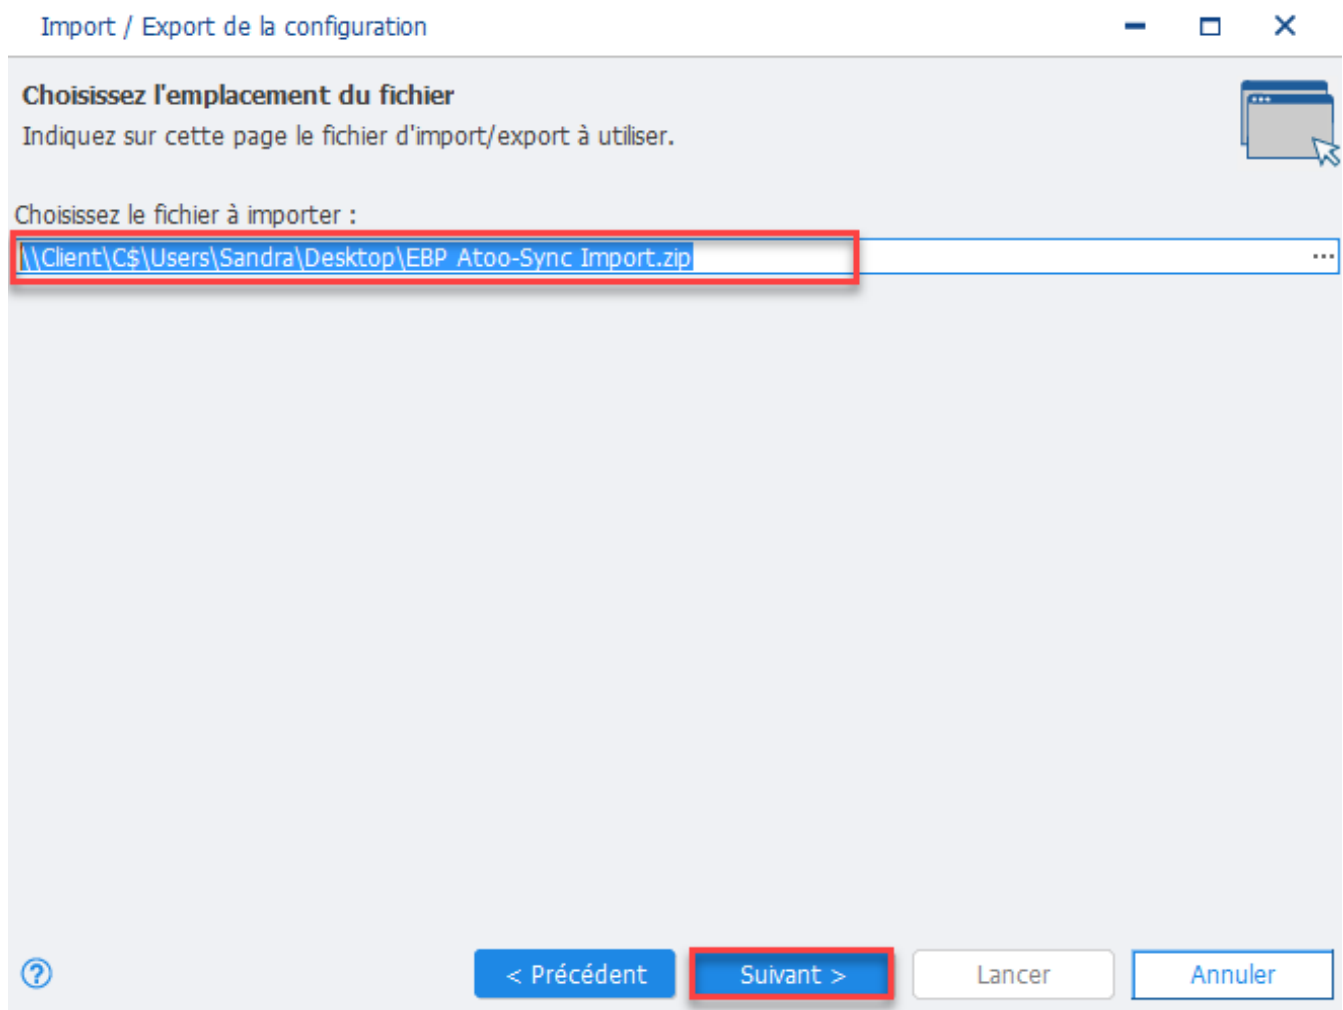 Import / Export de la configuration
Choisissez l'emplacement du fichier
Indiquez sur cette page le fichier d'import/export à utiliser.
Choisissez le fichier à importer :
\\Client\C$\Users\Sandra\Desktop\EBP Atoo-Sync Import.zip
...
?
< Précédent
Suivant >
Lancer
Annuler